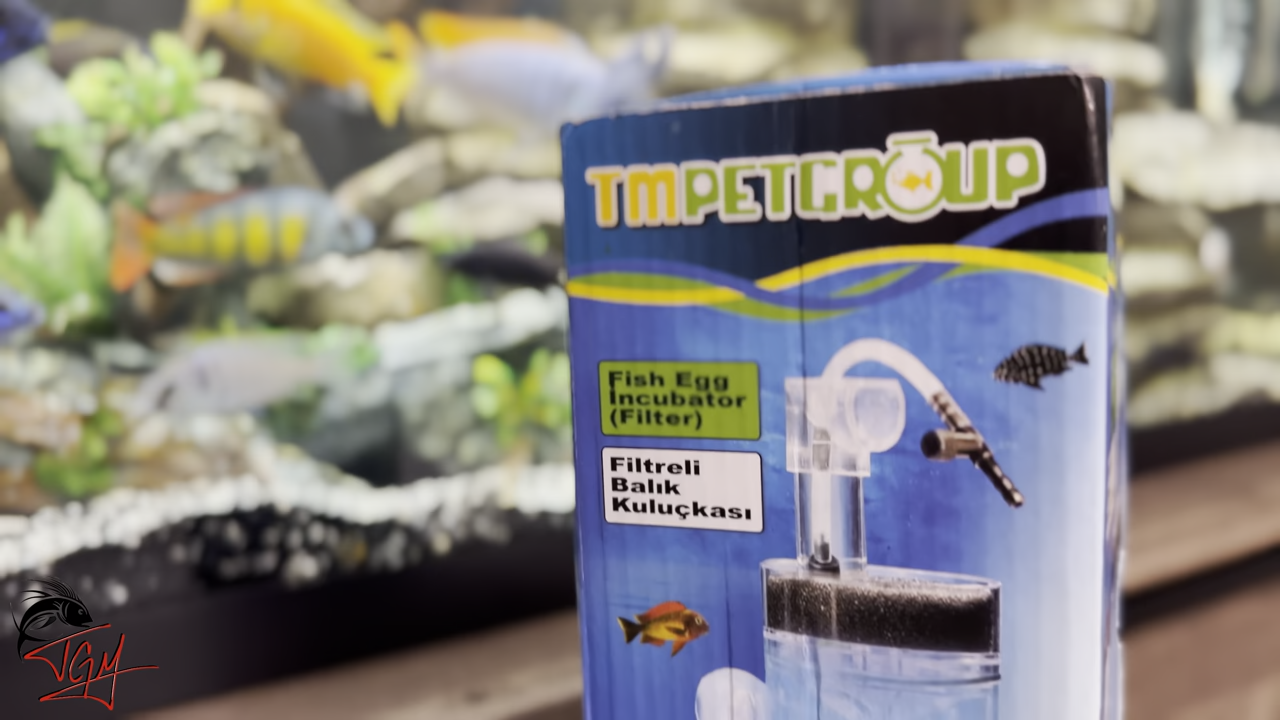 TMPETGROUP
Fish Egg
Incubator
(Filter)
Filtreli
Balık
Kuluçkası
JGM